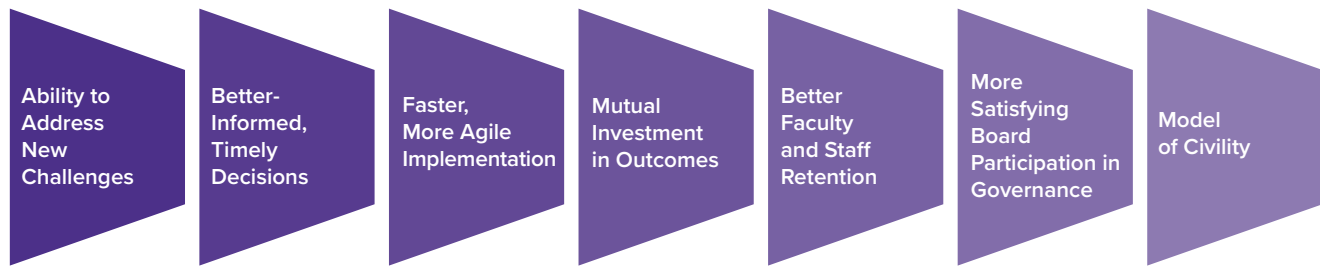 Ability to
Address
New
Challenges
Better-
Informed,
Timely
Decisions
Faster,
More Agile
Implementation
Mutual
Investment
in Outcomes
Better
Faculty
and Staff
Retention
More
Satisfying
Board
Participation in
Governance
Model
of Civility